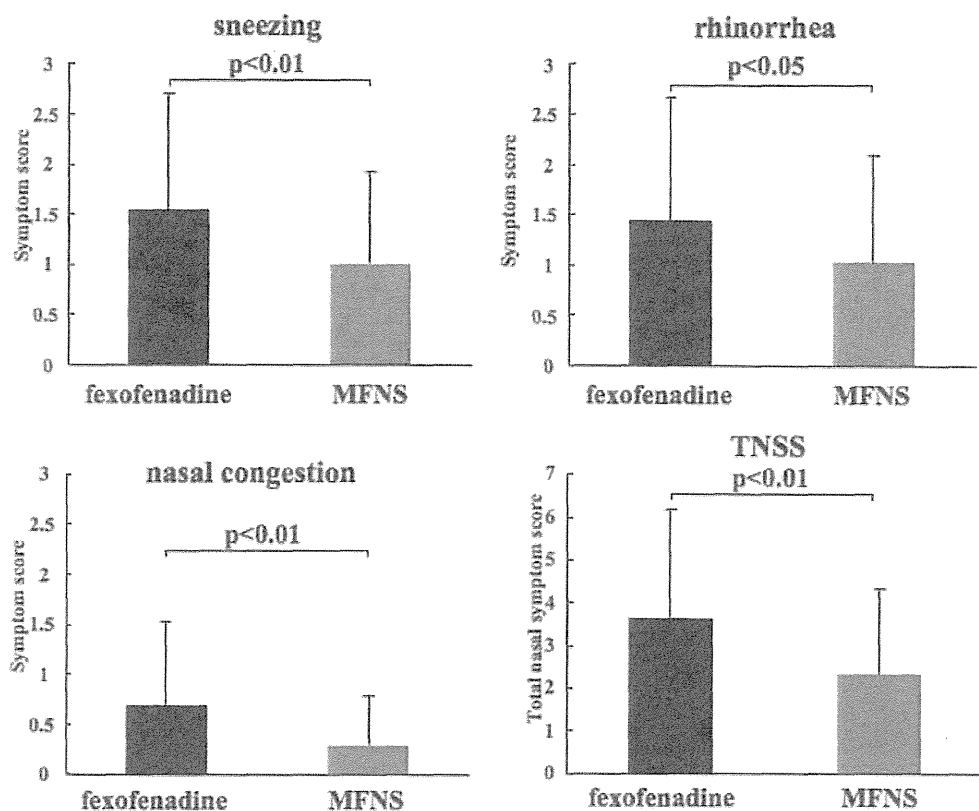 sneezing
p<0.01
Symptom score
3
2.5
2
1.5
1
0.5
0
fexofenadine MFNS
rhinorrhea
p<0.05
Symptom score
3
2.5
2
1.5
1
0.5
0
fexofenadine MFNS
nasal congestion
p<0.01
Symptom score
3
2.5
2
1.5
1
0.5
0
fexofenadine MFNS
TNSS
p<0.01
Total nasal symptom score
7
6
5
4
3
2
1
0
fexofenadine MFNS